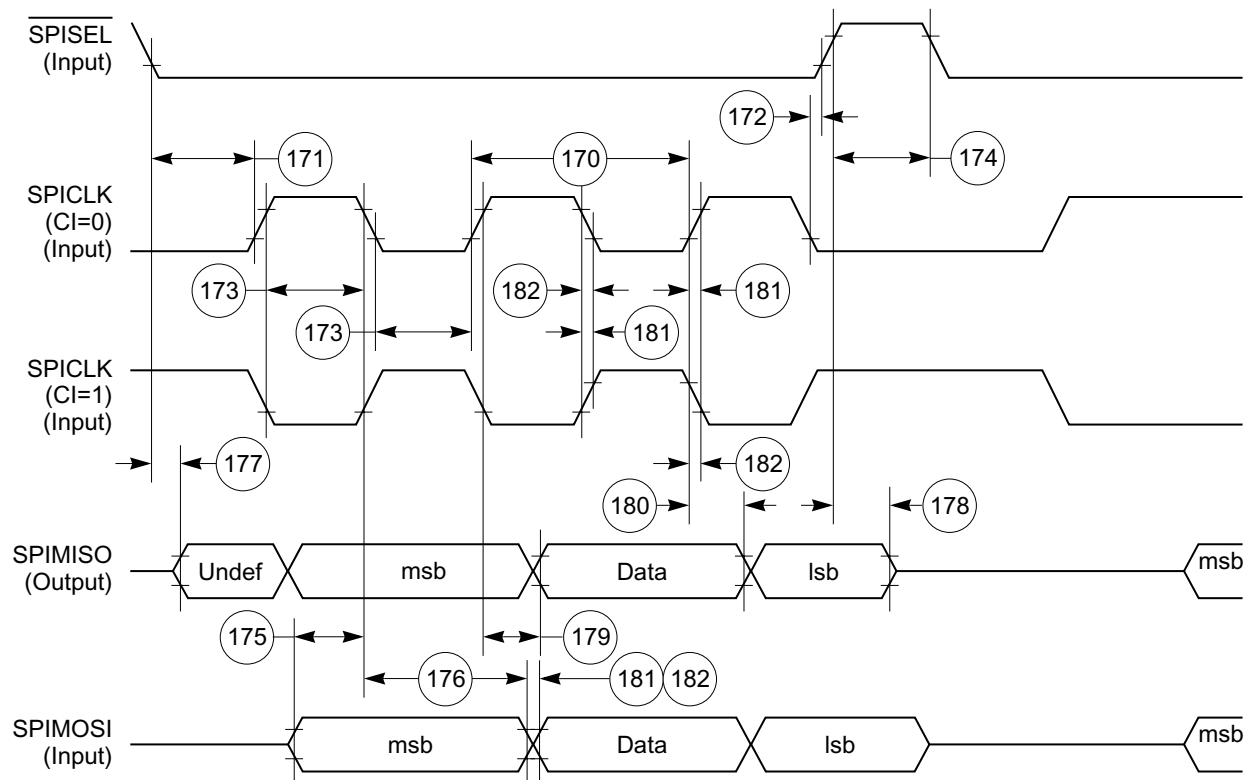 SPISEL
(Input)
172
174
171
170
SPICLK
(CI=0)
(Input)
173
182
181
173
181
SPICLK
(CI=1)
(Input)
177
182
180
178
SPIMISO
(Output)
Undef
msb
Data
lsb
msb
175
179
176
181
182
SPIMOSI
(Input)
msb
Data
lsb
msb